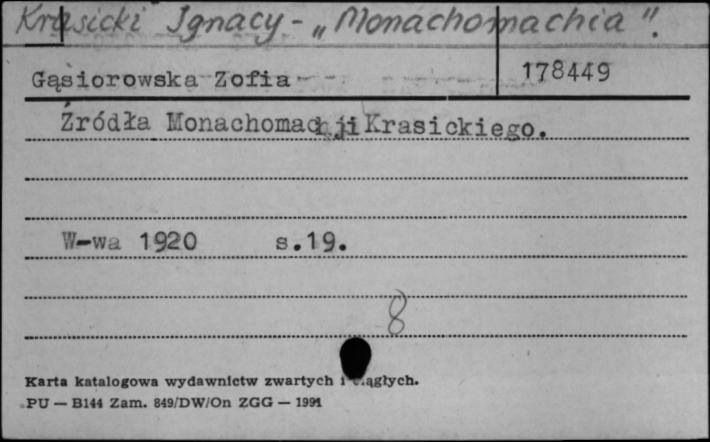 Krasicki Ignacy - „Monachomachia".
Gąsiorowska Zofia
178449
Źródła Monachomachji Krasickiego.
W-wa 1920 s.19.
8
Karta katalogowa wydawnictw zwartych i ciągłych.
PU — B144 Zam. 849/DW/On ZGG — 1991